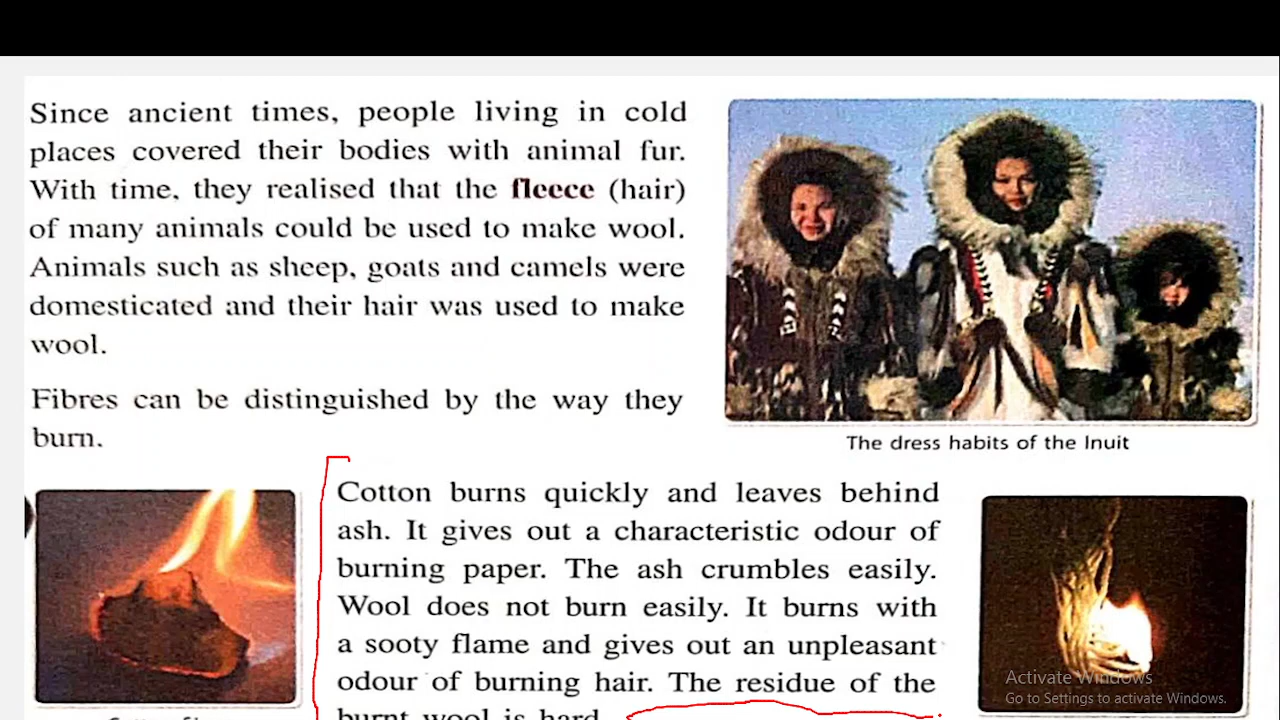 Since ancient times, people living in cold
places covered their bodies with animal fur.
With time, they realised that the fleece (hair)
of many animals could be used to make wool.
Animals such as sheep, goats and camels were
domesticated and their hair was used to make
wool.
Fibres can be distinguished by the way they
burn.
The dress habits of the Inuit
Cotton burns quickly and leaves behind
ash. It gives out a characteristic odour of
burning paper. The ash crumbles easily.
Wool does not burn easily. It burns with
a sooty flame and gives out an unpleasant
odour of burning hair. The residue of the
burnt wool is hard.
Activate Windows
Go to Settings to activate Windows.